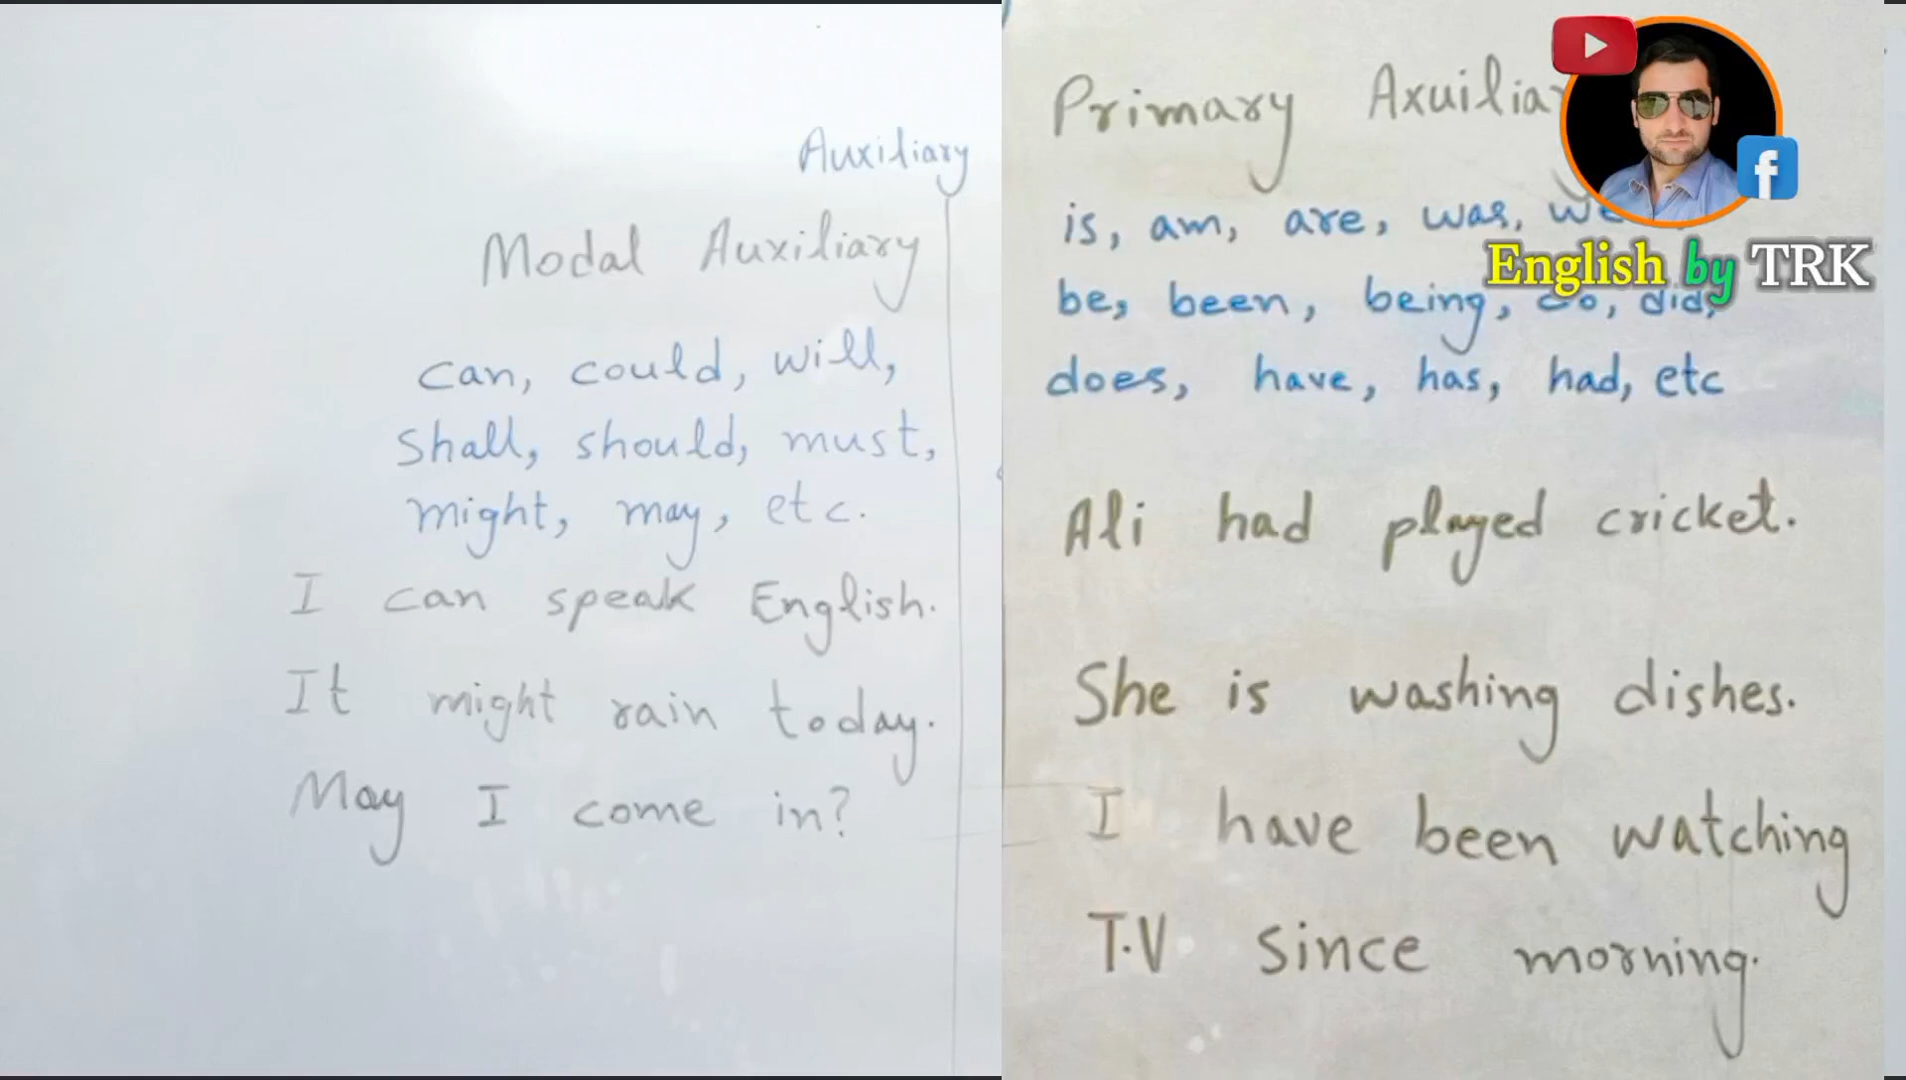 Auxiliary
Modal Auxiliary
can, could, will,
Shall, should, must,
might, may, etc.
I can speak English.
It might rain today.
May I come in?
Primary
is, am, are, was,
be, been, being, do, did,
does, have, has, had, etc
Ali had played cricket.
She is washing dishes.
I have been watching
T.V since morning.
f
English by TRK